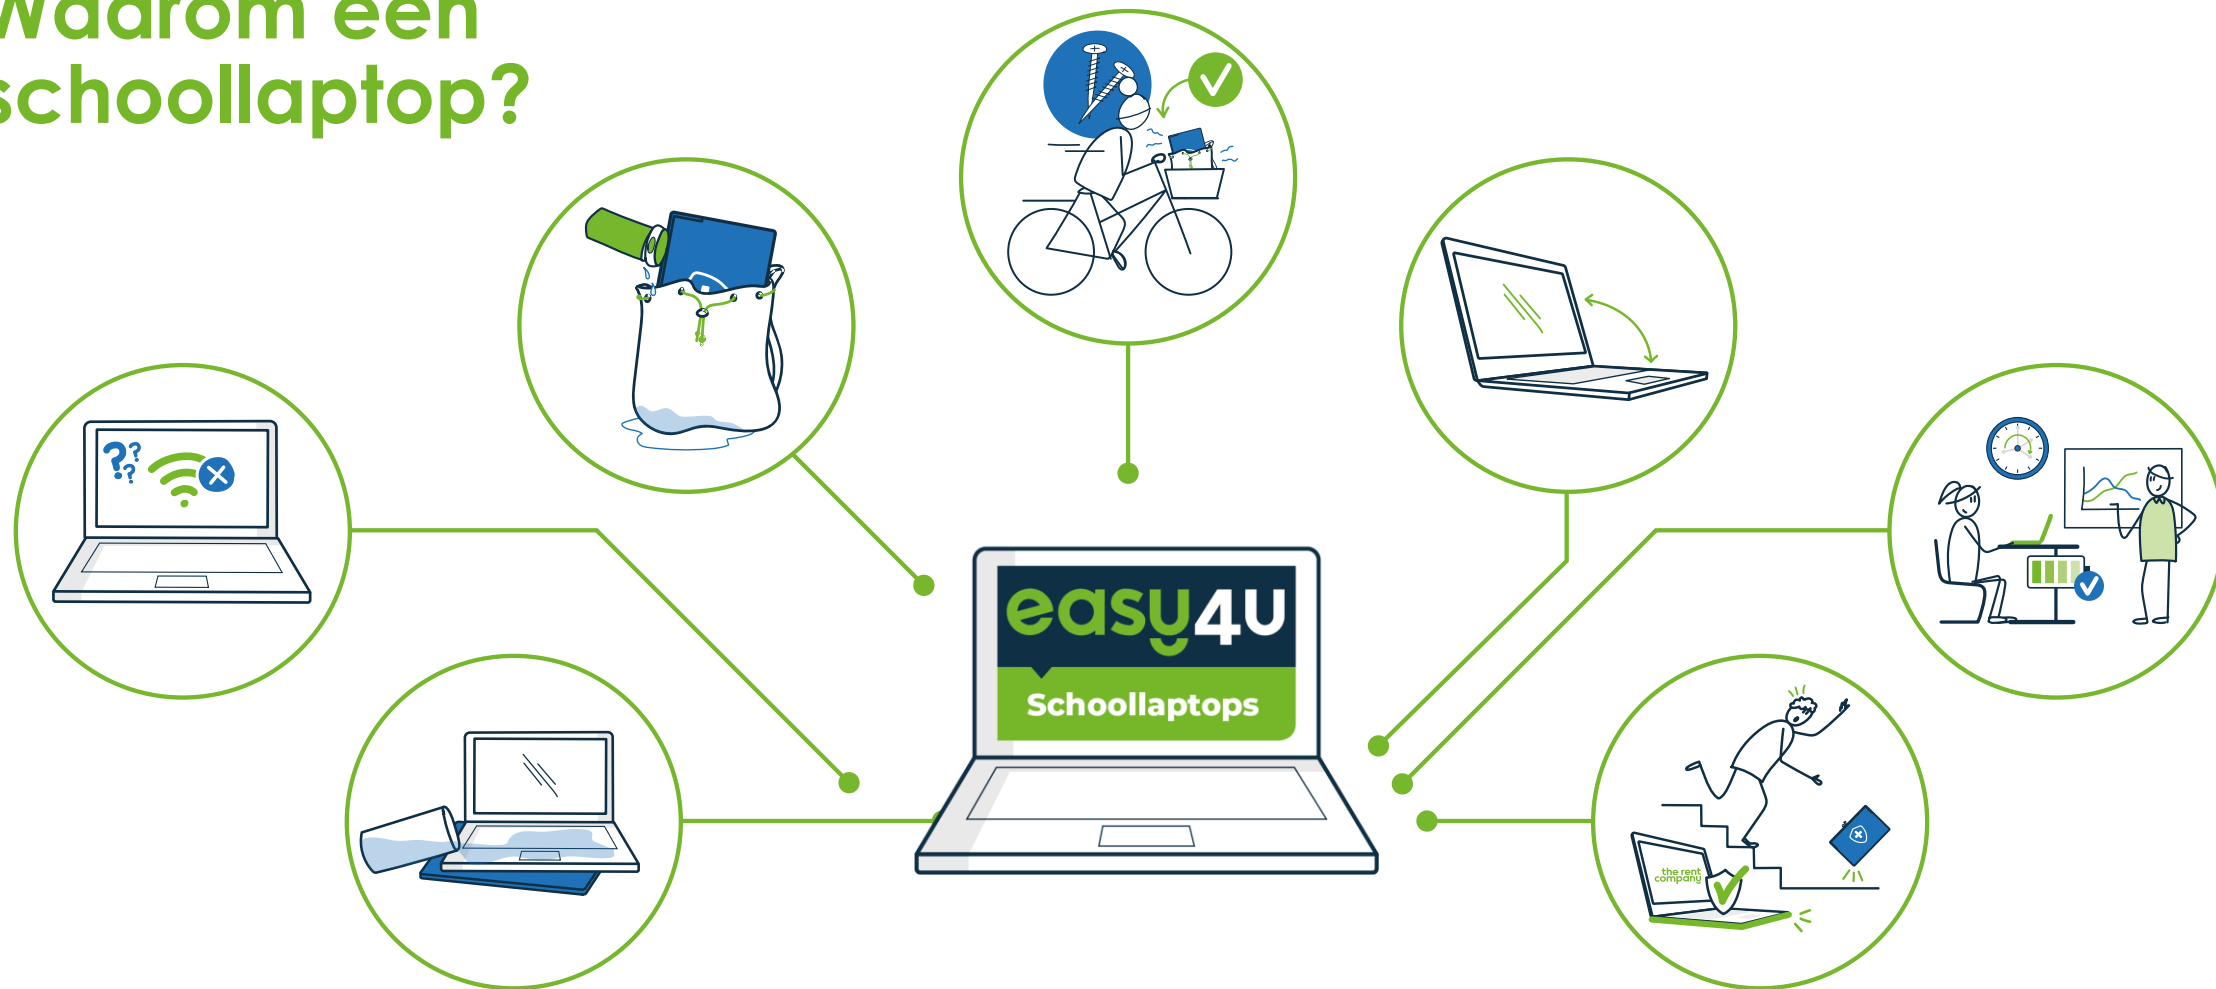 Waarom een
schoollaptop?
???
easy4u
Schoollaptops
the rent
company